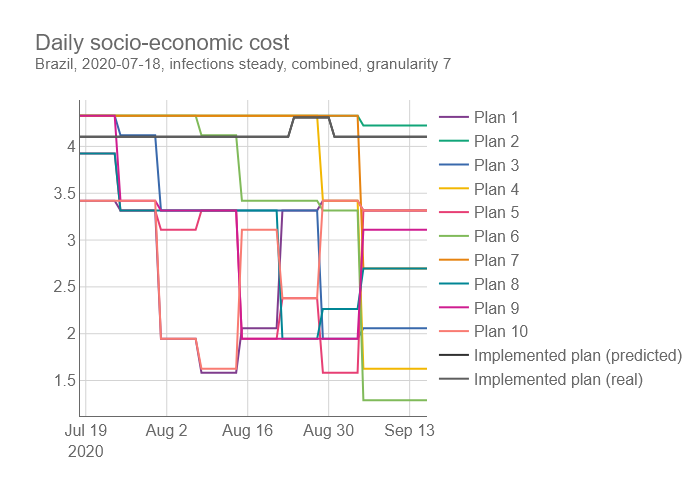 Daily socio-economic cost
Brazil, 2020-07-18, infections steady, combined, granularity 7
4
3.5
3
2.5
2
1.5
Jul 19
2020
Aug 2
Aug 16
Aug 30
Sep 13
Plan 1
Plan 2
Plan 3
Plan 4
Plan 5
Plan 6
Plan 7
Plan 8
Plan 9
Plan 10
Implemented plan (predicted)
Implemented plan (real)